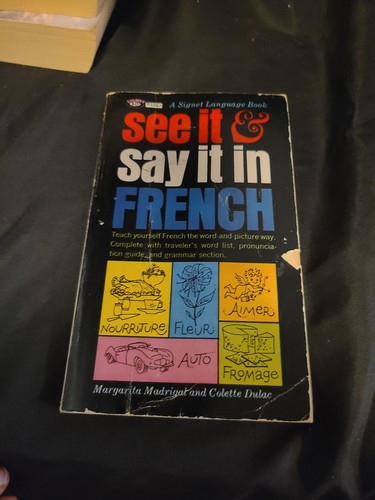 A Signet Language Book
see it &
say it in
FRENCH
Teach yourself French the word-and-picture way.
Complete with traveler's word list, pronuncia-
tion guide, and grammar section.
NOURRITURE
FLEUR
AIMER
AUTO
FROMAGE
Margarita Madrigal and Colette Dulac